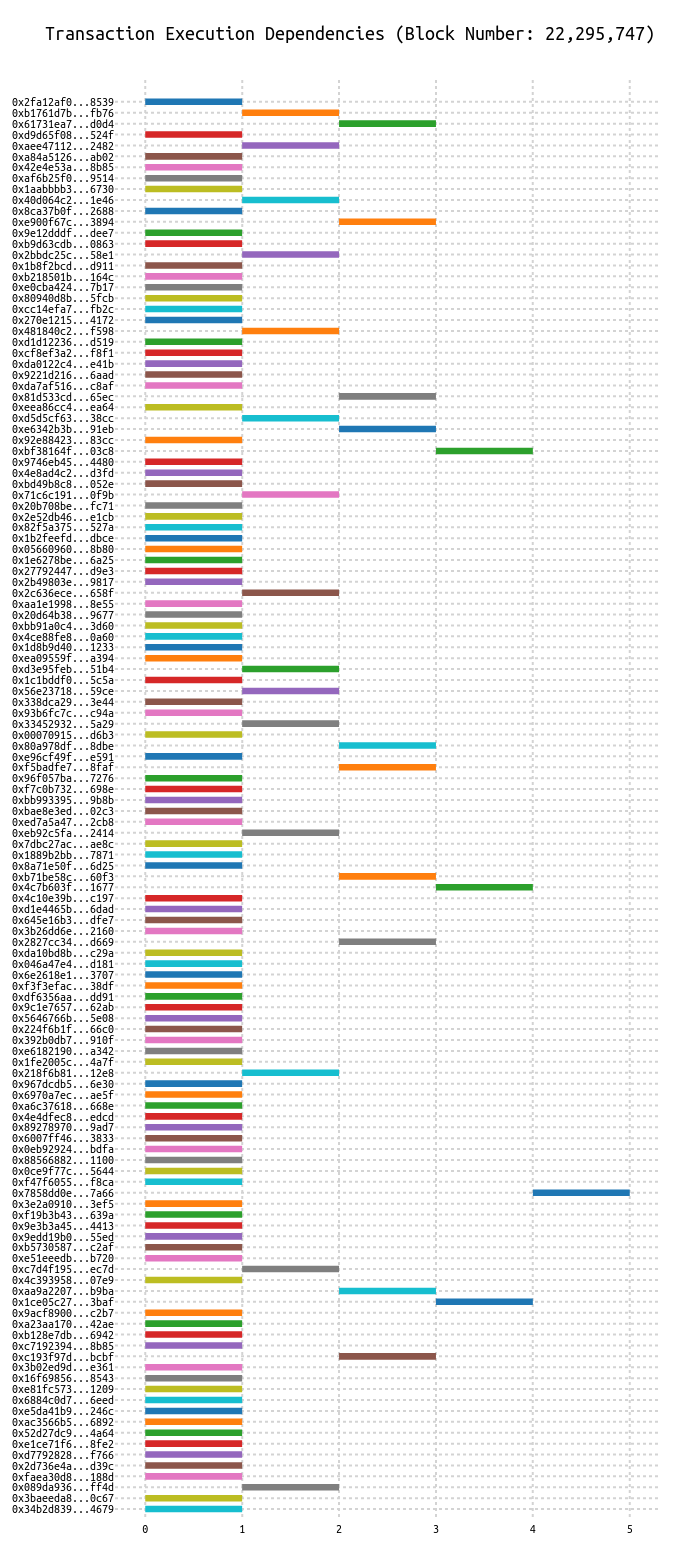 Transaction Execution Dependencies (Block Number: 22,295,747)
0x2fa12af0...8539
0xb1761d7b...fb76
0x61731ea7...d0d4
0xd9d65f08...524f
0xaee47112...2482
0xa84a5126...ab02
0x42e4e53a...8b85
0xaf6b25f0...9514
0x1aabbbb3...6730
0x40d064c2...1e46
0x8ca37b0f...2688
0xe900f67c...3894
0x9e12dddf...dee7
0xb9d63cdb...0863
0x2bbdc25c...58e1
0x1b8f2bcd...d911
0xb218501b...164c
0xe0cba424...7b17
0x80940d8b...5fcb
0xcc14efa7...fb2c
0x270e1215...4172
0x481840c2...f598
0xd1d12236...d519
0xcf8ef3a2...f8f1
0xda0122c4...e41b
0x9221d216...6aad
0xda7af516...c8af
0x81d533cd...65ec
0xeea86cc4...ea64
0xd5d5cf63...38cc
0xe6342b3b...91eb
0x92e88423...83cc
0xbf38164f...03c8
0x9746eb45...4480
0x4e8ad4c2...d3fd
0xbd49b8c8...052e
0x71c6c191...0f9b
0x20b708be...fc71
0x2e52db46...e1cb
0x82f5a375...527a
0x1b2feefd...dbce
0x05660960...8b80
0x1e6278be...6a25
0x27792447...d9e3
0x2b49803e...9817
0x2c636ece...658f
0xaa1e1998...8e55
0x20d64b38...9677
0xbb91a0c4...3d60
0x4ce88fe8...0a60
0x1d8b9d40...1233
0xea09559f...a394
0xd3e95feb...51b4
0x1c1bddf0...5c5a
0x56e23718...59ce
0x338dca29...3e44
0x93b6fc7c...c94a
0x33452932...5a29
0x00070915...d6b3
0x80a978df...8dbe
0xe96cf49f...e591
0xf5badfe7...8faf
0x96f057ba...7276
0xf7c0b732...698e
0xbb993395...9b8b
0xbae8e3ed...02c3
0xed7a5a47...2cb8
0xeb92c5fa...2414
0x7dbc27ac...ae8c
0x1889b2bb...7871
0x8a71e50f...6d25
0xb71be58c...60f3
0x4c7b603f...1677
0x4c10e39b...c197
0xd1e4465b...6dad
0x645e16b3...dfe7
0x3b26dd6e...2160
0x2827cc34...d669
0xda10bd8b...c29a
0x046a47e4...d181
0x6e2618e1...3707
0xf3f3efac...38df
0xdf6356aa...dd91
0x9c1e7657...62ab
0x5646766b...5e08
0x224f6b1f...66c0
0x392b0db7...910f
0xe6182190...a342
0x1fe2005c...4a7f
0x218f6b81...12e8
0x967dcdb5...6e30
0x6970a7ec...ae5f
0xa6c37618...668e
0x4e4dfec8...edcd
0x89278970...9ad7
0x6007ff46...3833
0x0eb92924...bdfa
0x88566882...1100
0x0ce9f77c...5644
0xf47f6055...f8ca
0x7858dd0e...7a66
0x3e2a0910...3ef5
0xf19b3b43...639a
0x9e3b3a45...4413
0x9edd19b0...55ed
0xb5730587...c2af
0xe51eeedb...b720
0xc7d4f195...ec7d
0x4c393958...07e9
0xaa9a2207...b9ba
0x1ce05c27...3baf
0x9acf8900...c2b7
0xa23aa170...42ae
0xb128e7db...6942
0xc7192394...8b85
0xc193f97d...bcbf
0x3b02ed9d...e361
0x16f69856...8543
0xe81fc573...1209
0x6884c0d7...6eed
0xe5da41b9...246c
0xac3566b5...6892
0x52d27dc9...4a64
0xe1ce71f6...8fe2
0xd7792828...f766
0x2d736e4a...d39c
0xfaea30d8...188d
0x089da936...ff4d
0x3baeeda8...0c67
0x34b2d839...4679
0 1 2 3 4 5